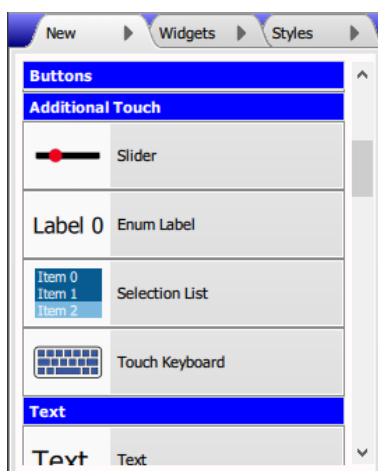 New Widgets Styles
Buttons
Additional Touch
Slider
Label 0 Enum Label
Item 0
Item 1
Item 2
Selection List
Touch Keyboard
Text
Text Text